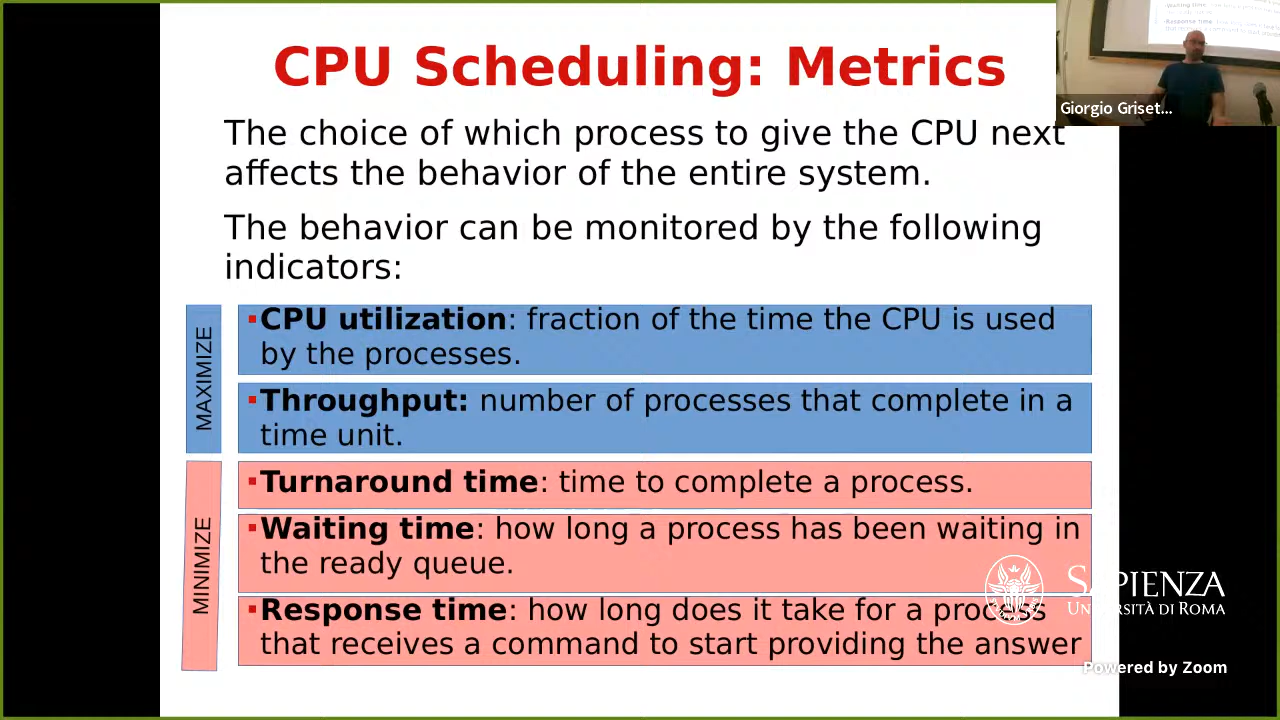 CPU Scheduling: Metrics
Giorgio Griset...
The choice of which process to give the CPU next
affects the behavior of the entire system.
The behavior can be monitored by the following
indicators:
MAXIMIZE
▪CPU utilization: fraction of the time the CPU is used
by the processes.
▪Throughput: number of processes that complete in a
time unit.
MINIMIZE
▪Turnaround time: time to complete a process.
▪Waiting time: how long a process has been waiting in
the ready queue.
▪Response time: how long does it take for a process
that receives a command to start providing the answer
SAPIENZA
UNIVERSITÀ DI ROMA
Powered by Zoom